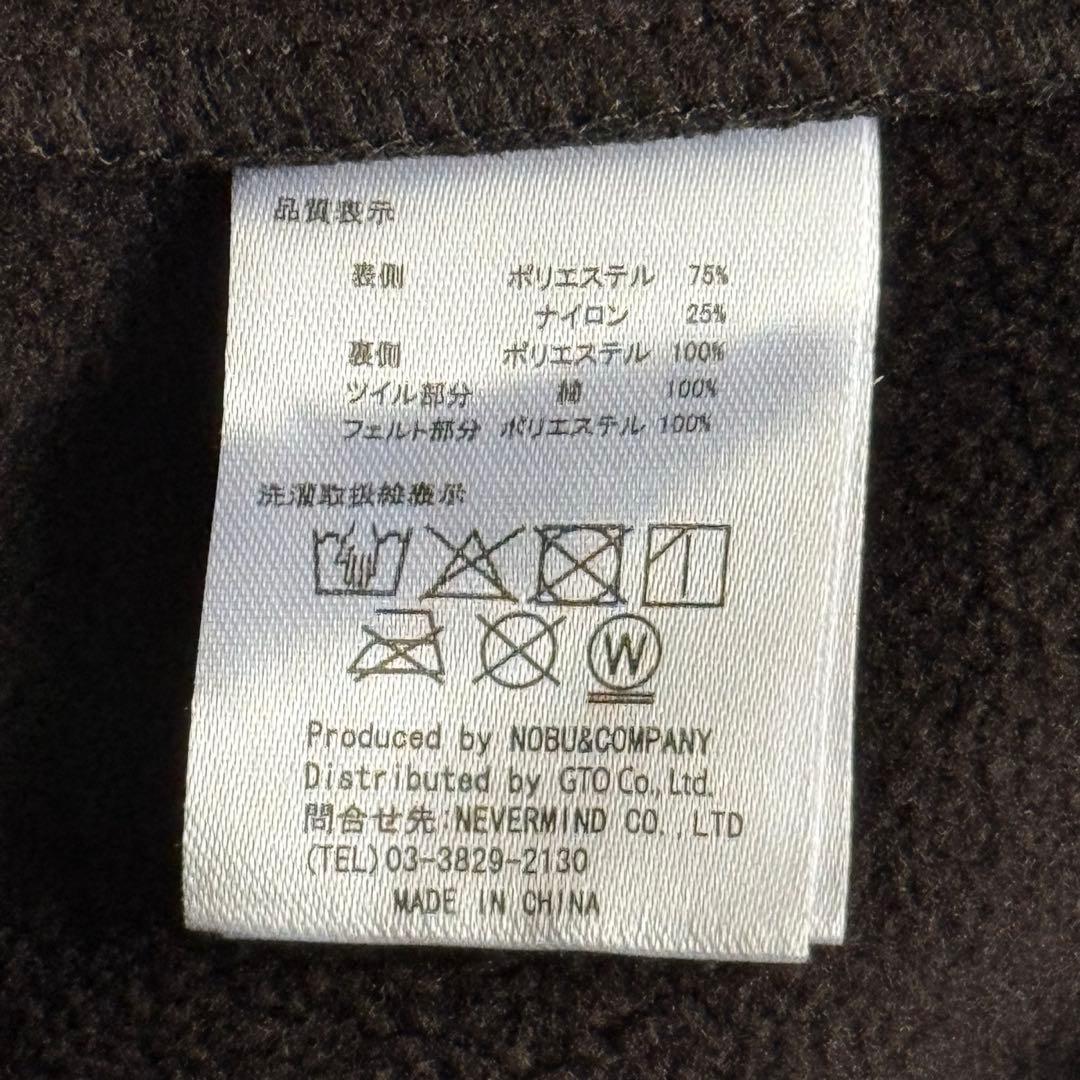 品質表示
表側 ポリエステル 75%
ナイロン 25%
裏側 ポリエステル 100%
ツイル部分 綿 100%
フェルト部分 ポリエステル 100%
洗濯取扱絵表示
W
Produced by NOBU&COMPANY
Distributed by GTO Co., Ltd.
問合せ先:NEVERMIND CO.,LTD
(TEL)03-3829-2130
MADE IN CHINA